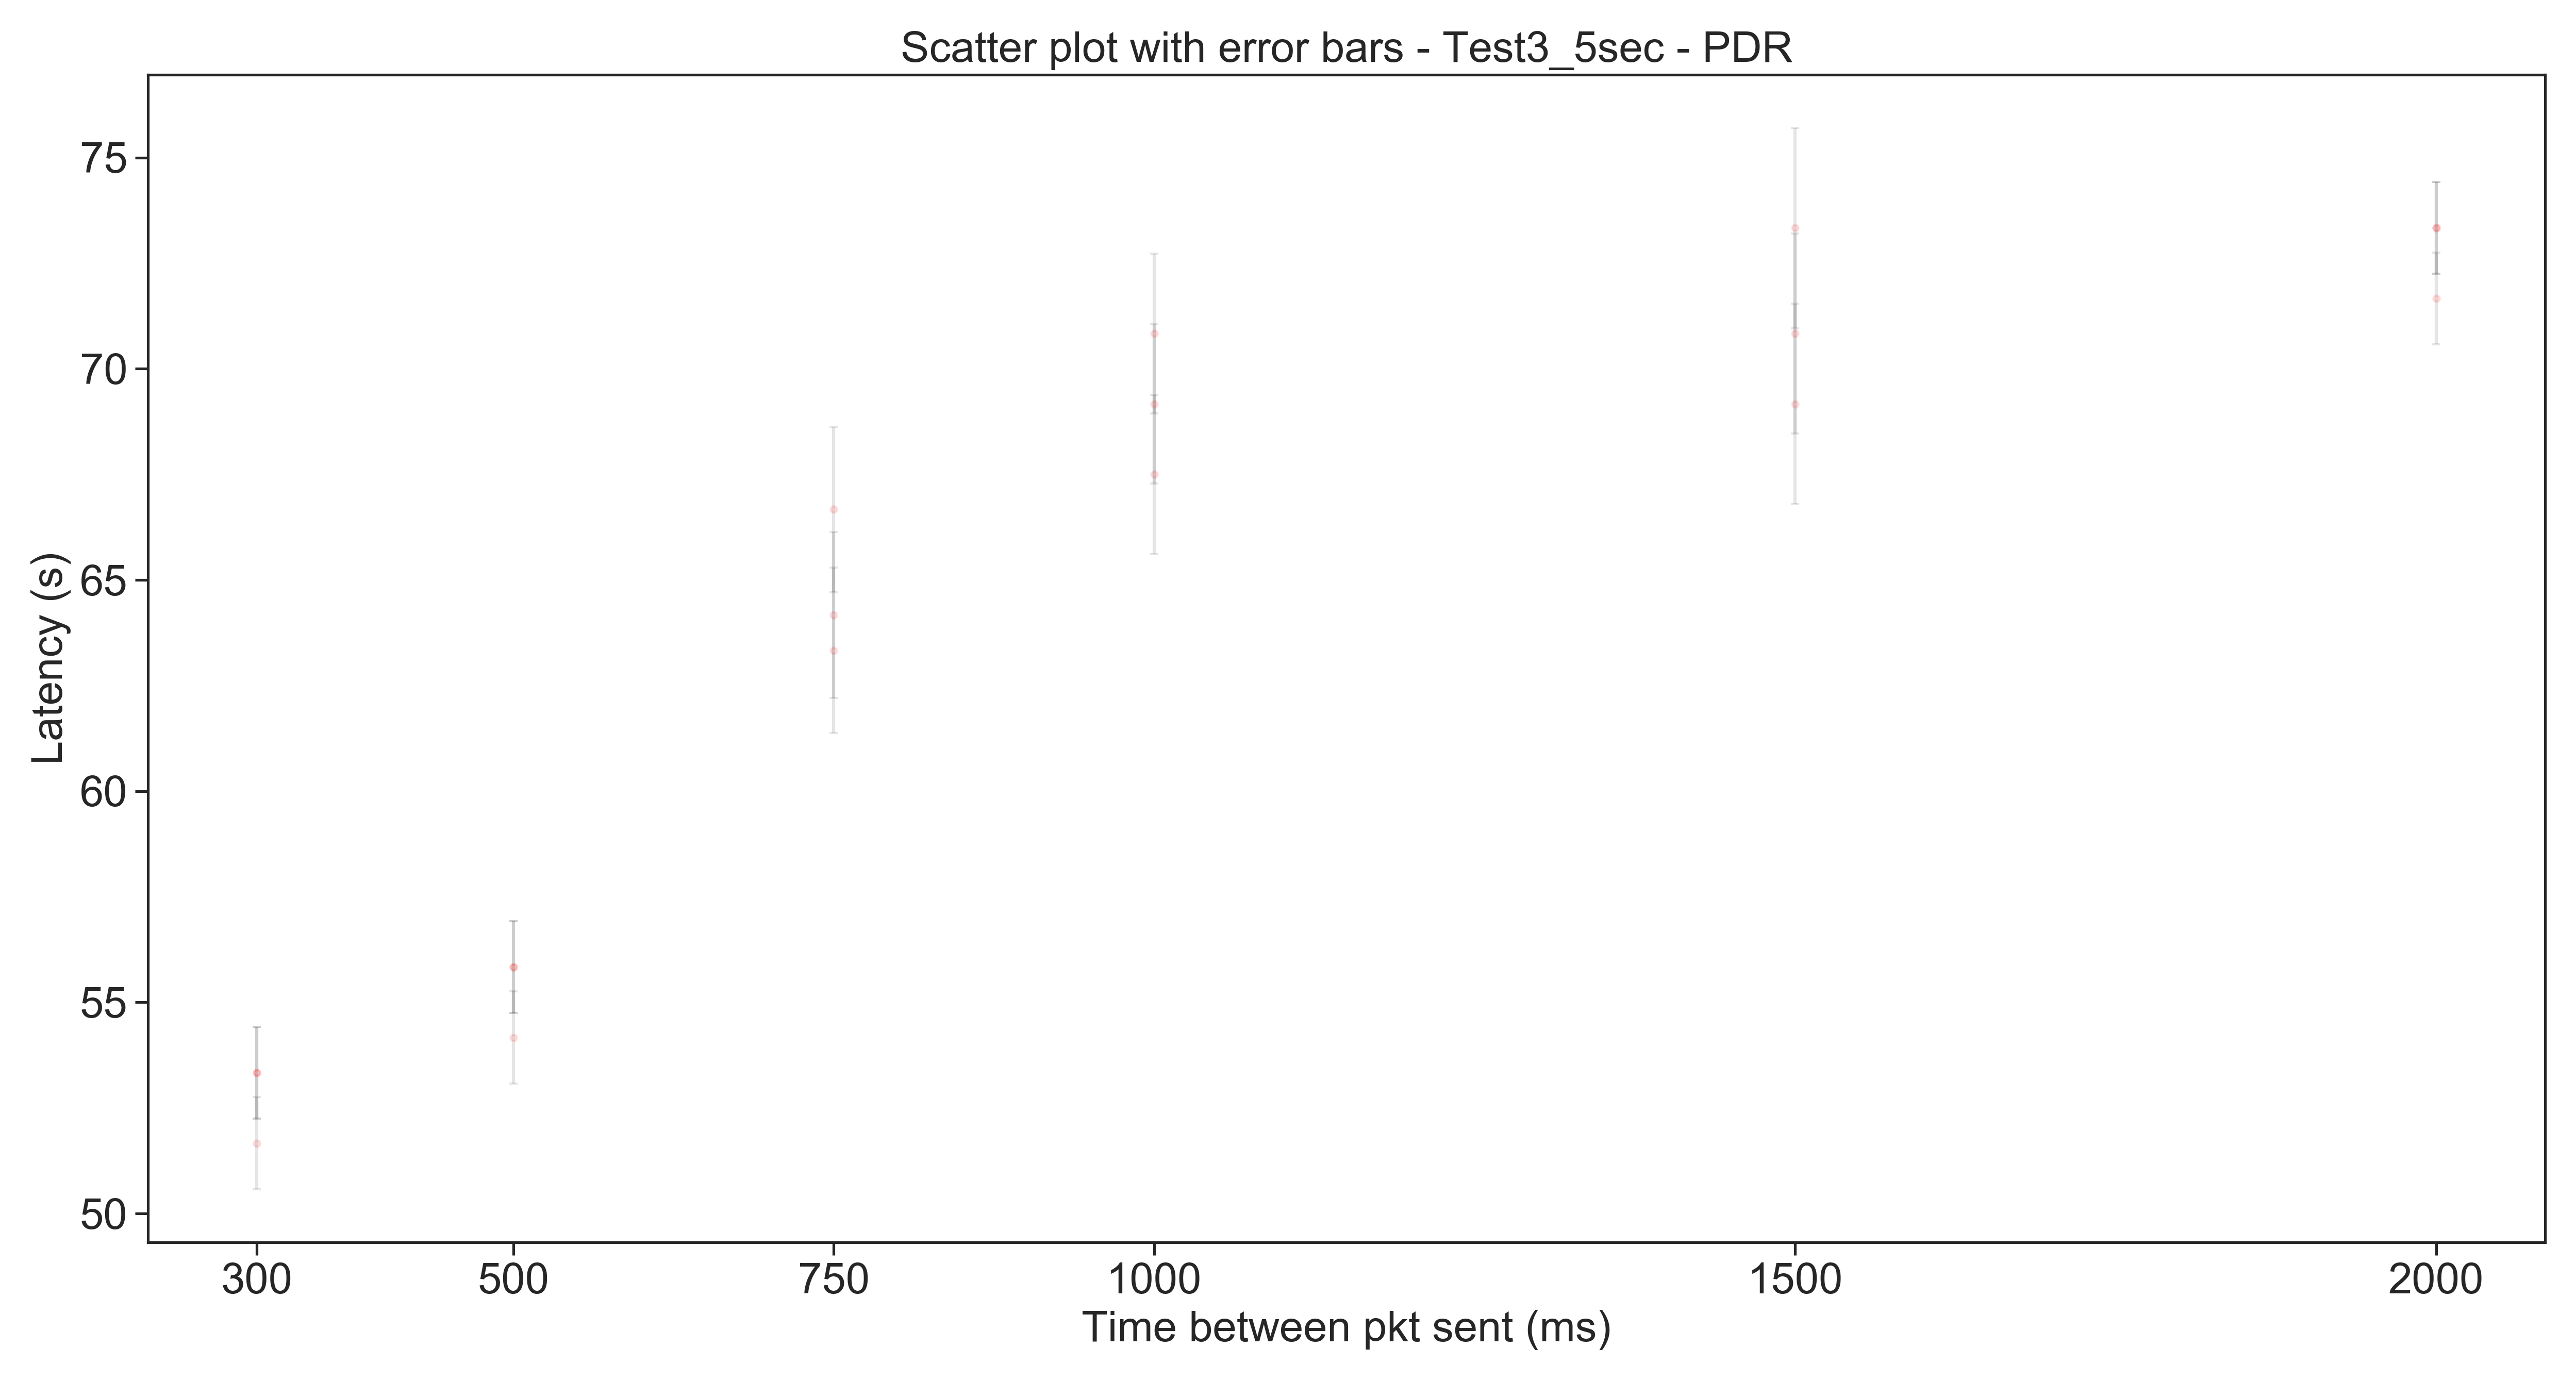 Scatter plot with error bars - Test3_5sec - PDR
75
70
65
60
55
50
Latency (s)
300 500 750 1000 1500 2000
Time between pkt sent (ms)